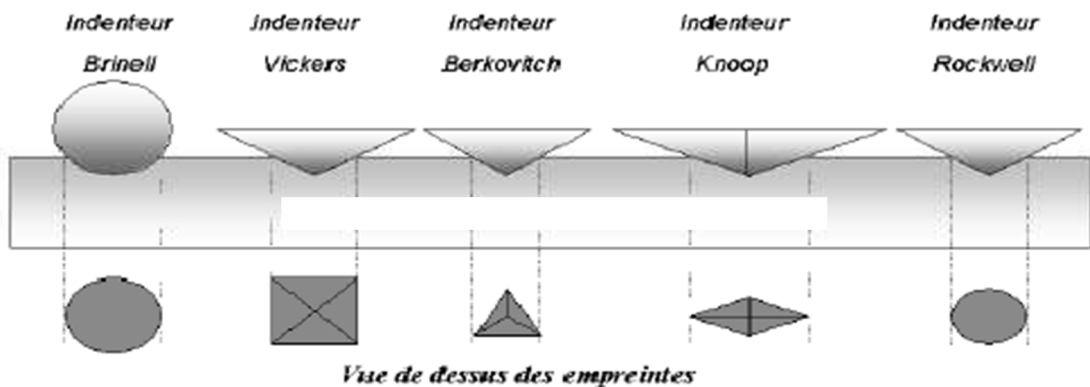 Indenteur Indenteur Indenteur Indenteur Indenteur
Brinell Vickers Berkovitch Knoop Rockwell
Vue de dessus des empreintes